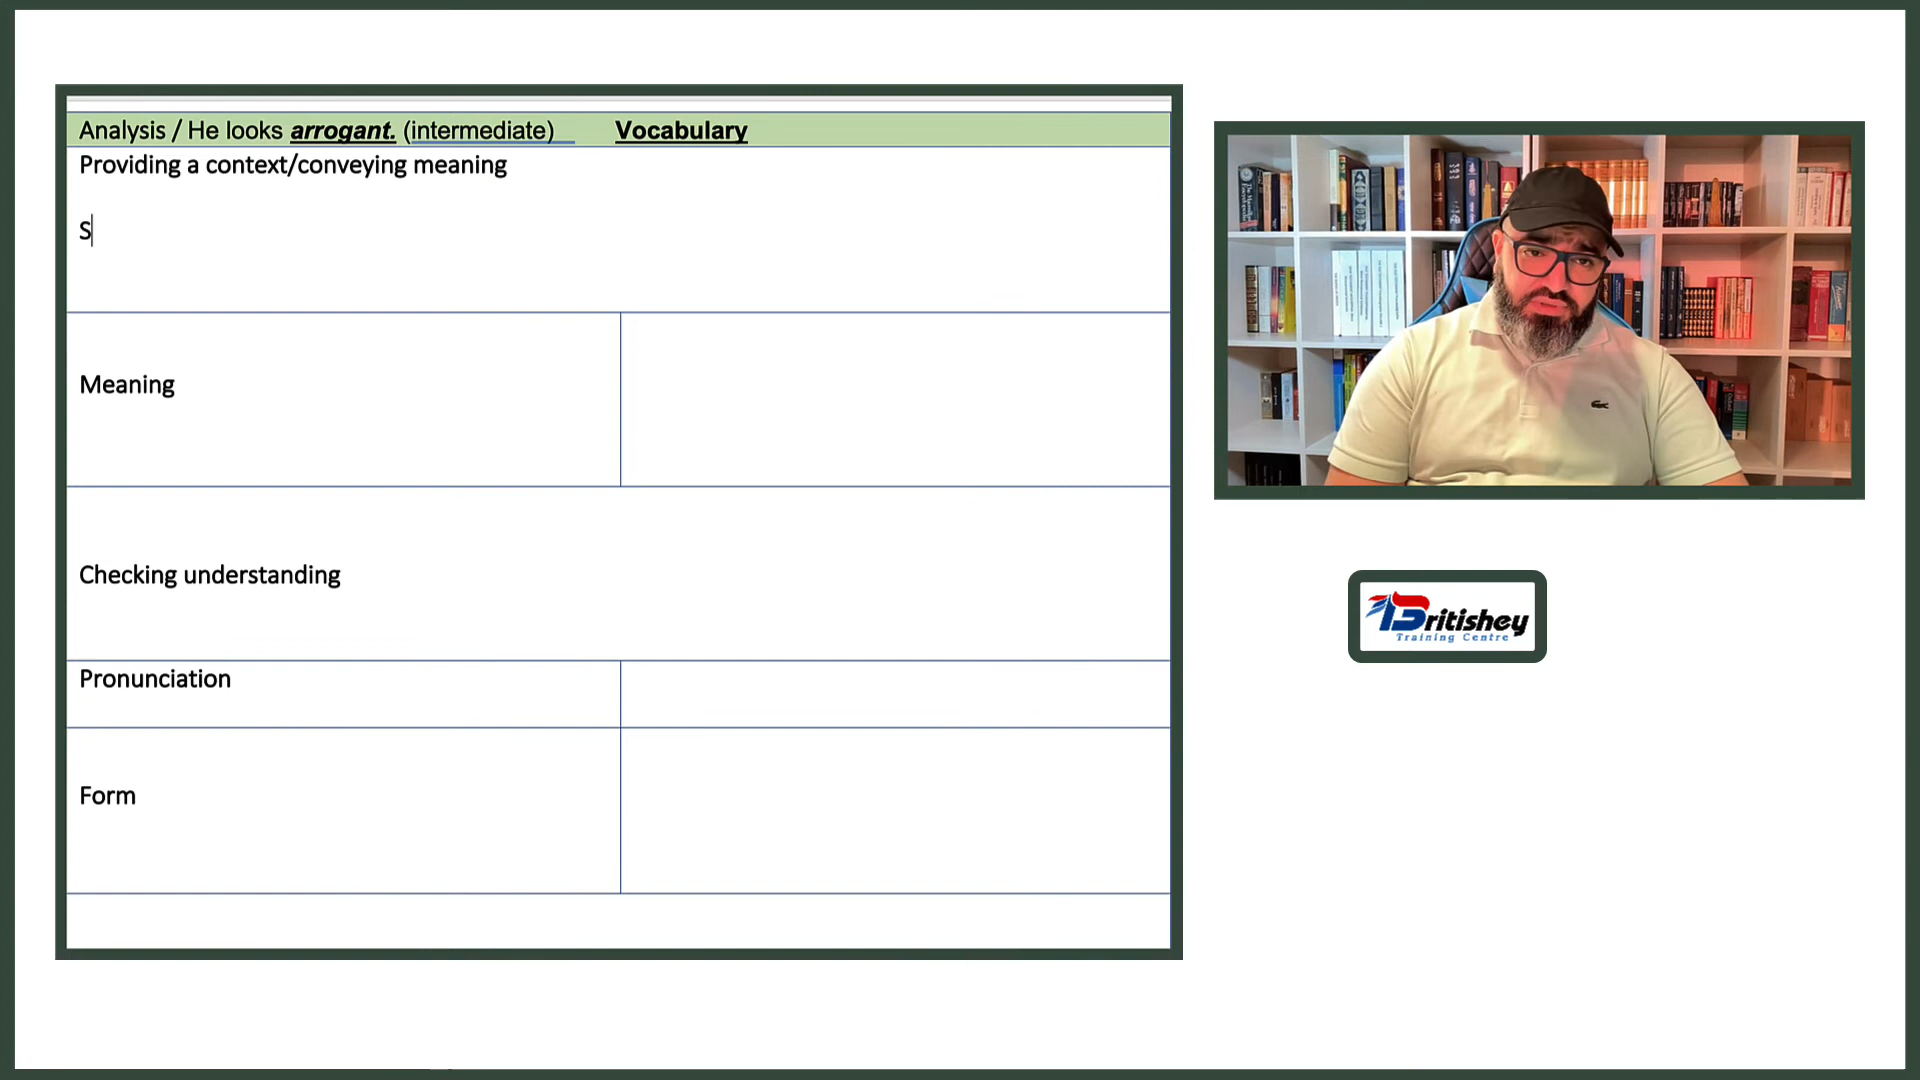 Analysis / He looks arrogant. (intermediate) Vocabulary
Providing a context/conveying meaning
S
Meaning
Checking understanding
Pronunciation
Form
Britishey
Training Centre